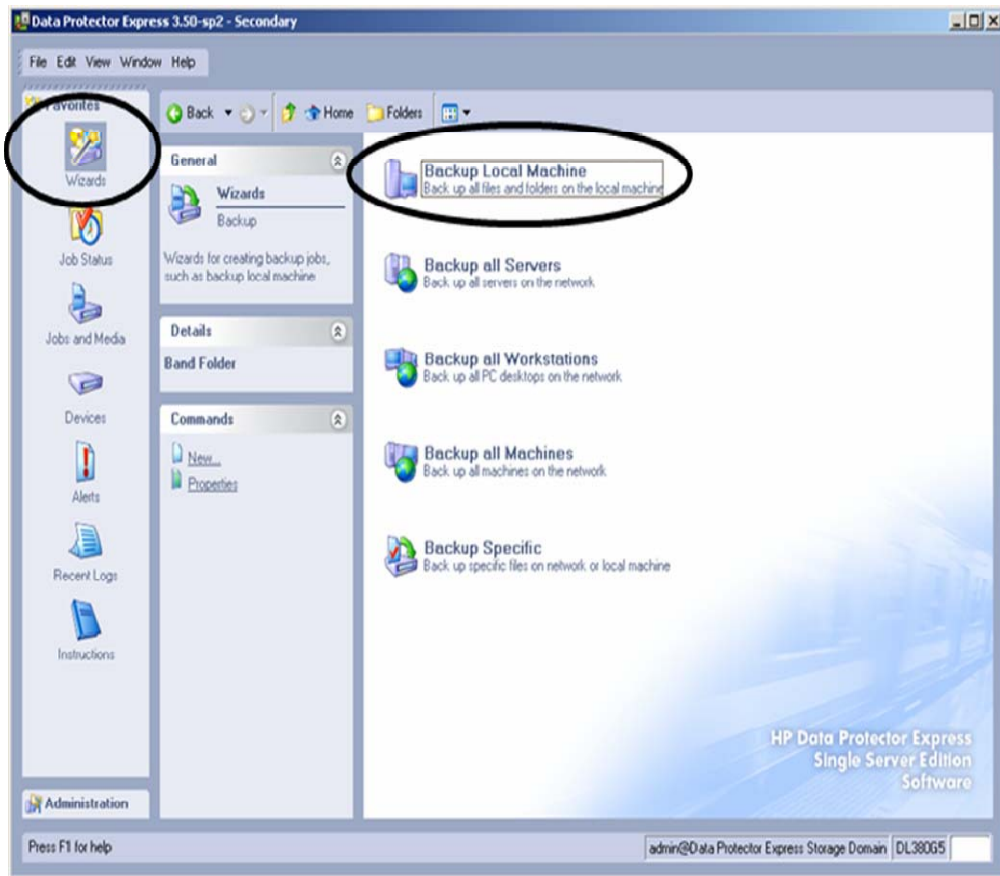 Data Protector Express 3.50-sp2 - Secondary
File Edit View Window Help
Favorites
Wizards
Job Status
Jobs and Media
Devices
Alerts
Recent Logs
Instructions
Administration
Back Home Folders
General
Wizards
Backup
Wizards for creating backup jobs,
such as backup local machine
Details
Band Folder
Commands
New...
Properties
Backup Local Machine
Back up all files and folders on the local machine
Backup all Servers
Back up all servers on the network
Backup all Workstations
Back up all PC desktops on the network
Backup all Machines
Back up all machines on the network
Backup Specific
Back up specific files on network or local machine
HP Data Protector Express
Single Server Edition
Software
Press F1 for help
admin@Data Protector Express Storage Domain DL380G5